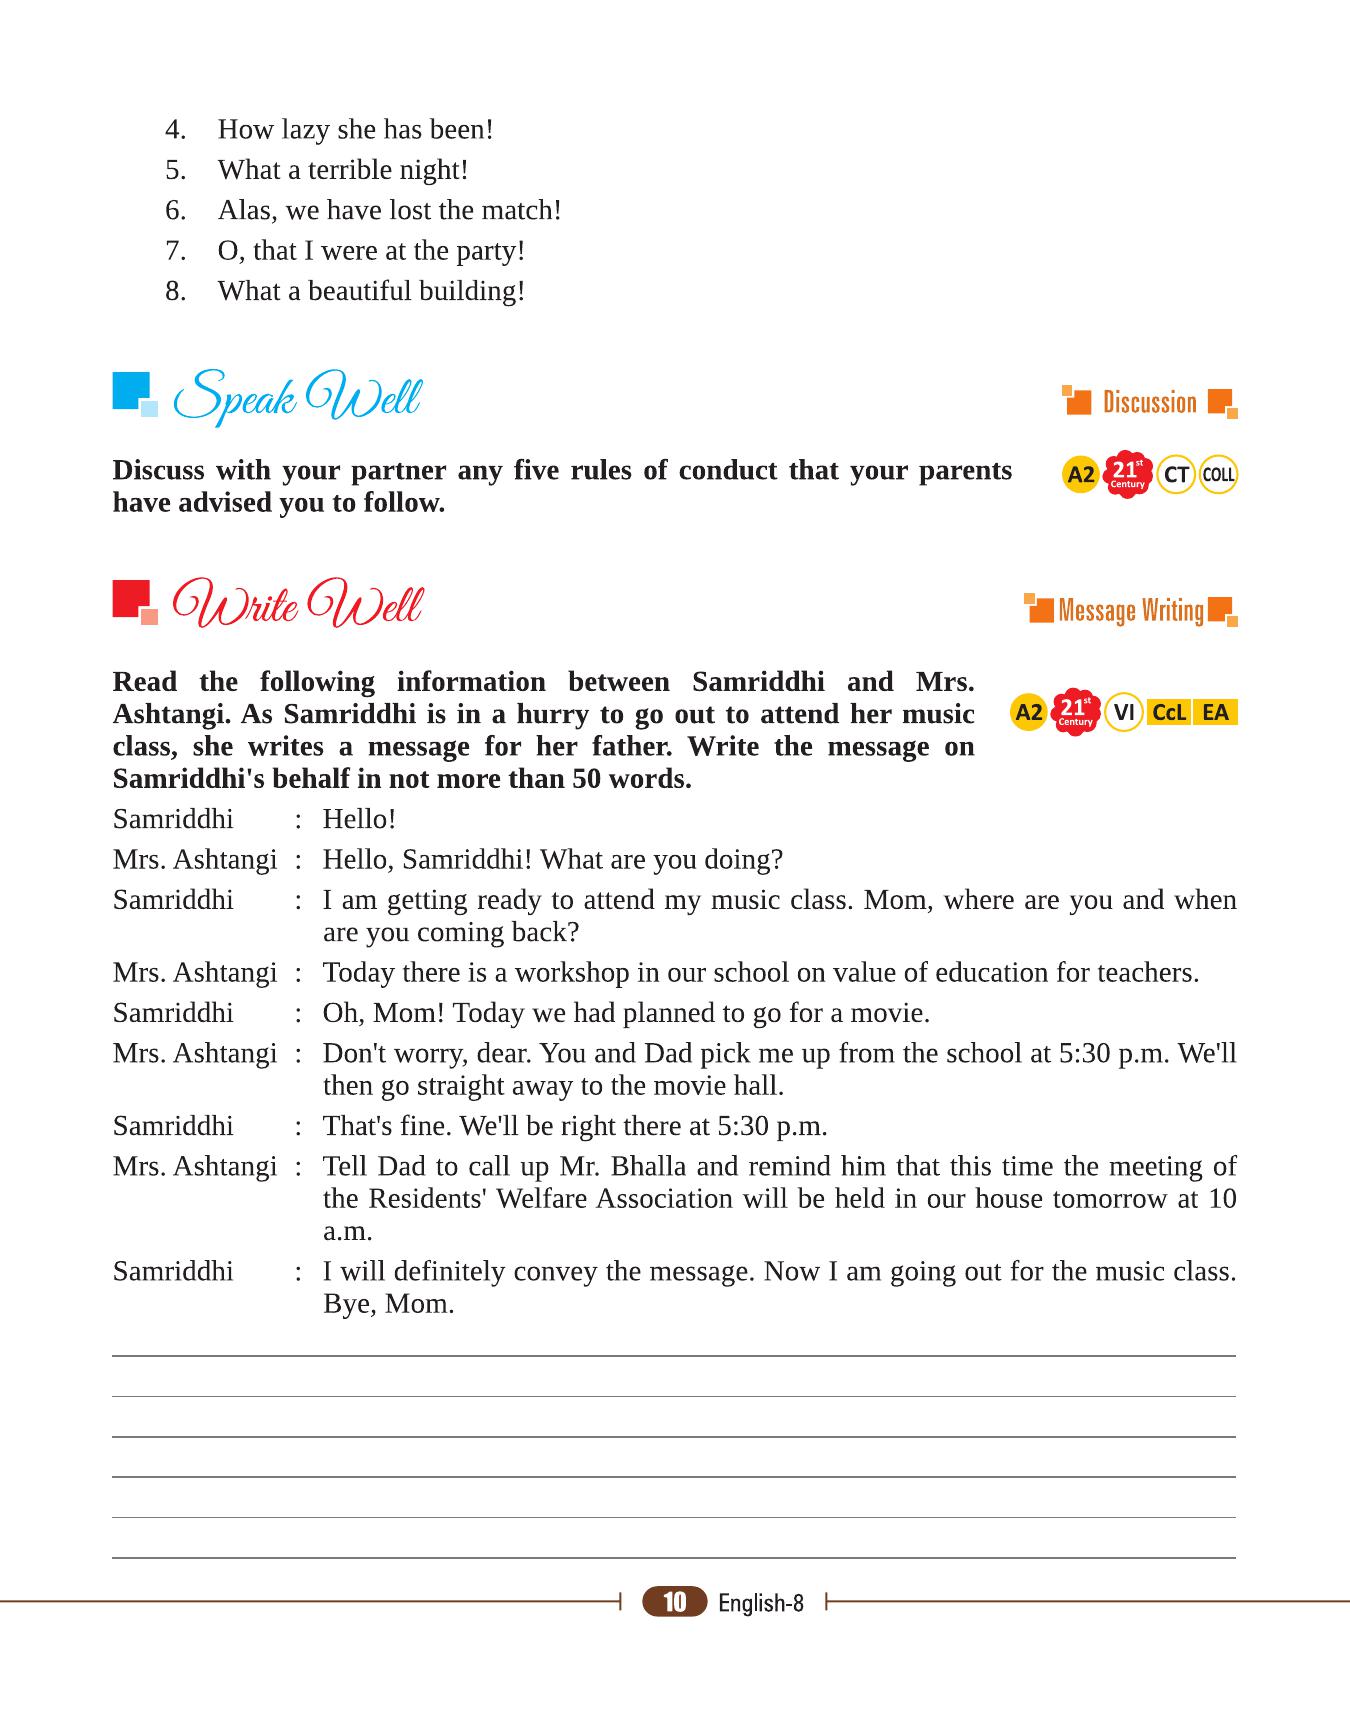 4. How lazy she has been!
5. What a terrible night!
6. Alas, we have lost the match!
7. O, that I were at the party!
8. What a beautiful building!
Speak Well
Discussion
Discuss with your partner any five rules of conduct that your parents
have advised you to follow.
A2 21st Century CT COLL
Write Well
Message Writing
Read the following information between Samriddhi and Mrs.
Ashtangi. As Samriddhi is in a hurry to go out to attend her music
class, she writes a message for her father. Write the message on
Samriddhi's behalf in not more than 50 words.
A2 21st Century VI CcL EA
Samriddhi : Hello!
Mrs. Ashtangi : Hello, Samriddhi! What are you doing?
Samriddhi : I am getting ready to attend my music class. Mom, where are you and when
are you coming back?
Mrs. Ashtangi : Today there is a workshop in our school on value of education for teachers.
Samriddhi : Oh, Mom! Today we had planned to go for a movie.
Mrs. Ashtangi : Don't worry, dear. You and Dad pick me up from the school at 5:30 p.m. We'll
then go straight away to the movie hall.
Samriddhi : That's fine. We'll be right there at 5:30 p.m.
Mrs. Ashtangi : Tell Dad to call up Mr. Bhalla and remind him that this time the meeting of
the Residents' Welfare Association will be held in our house tomorrow at 10
a.m.
Samriddhi : I will definitely convey the message. Now I am going out for the music class.
Bye, Mom.
10 English-8